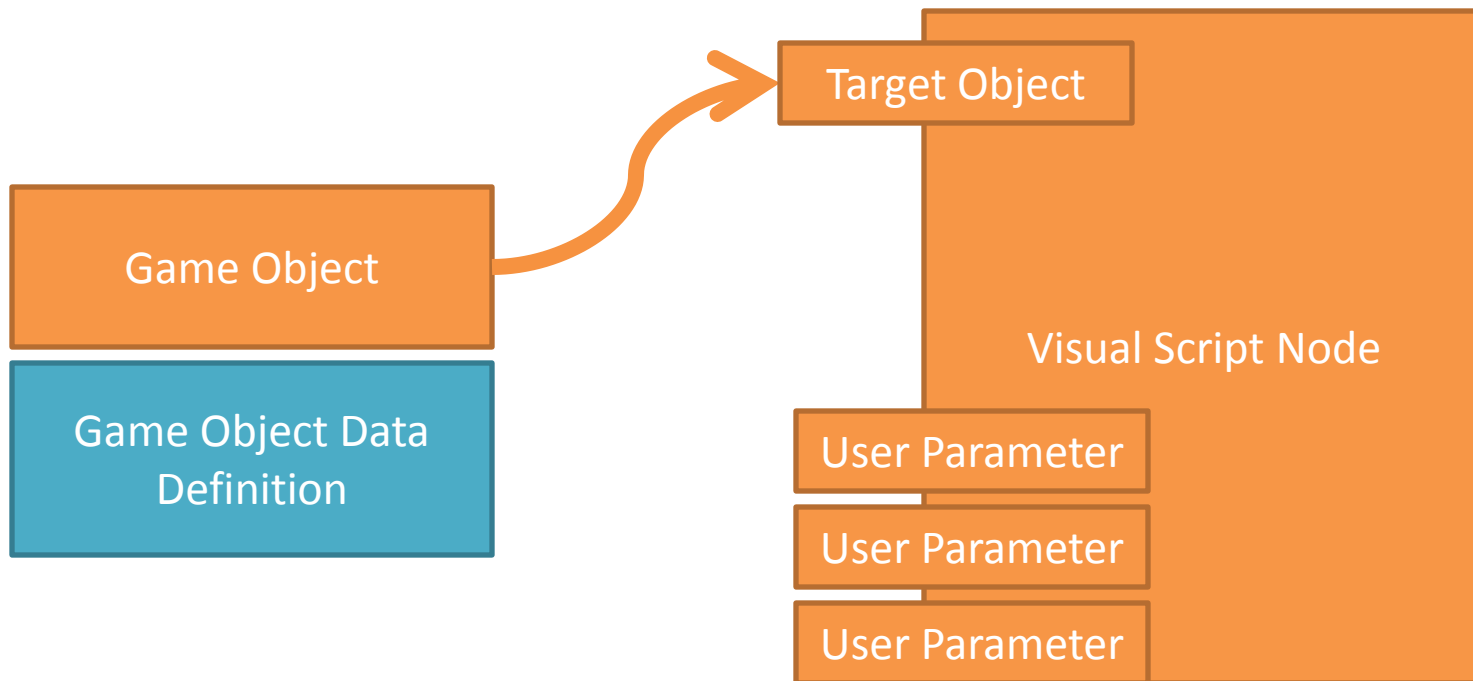 Target Object
Game Object
Visual Script Node
Game Object Data
Definition
User Parameter
User Parameter
User Parameter